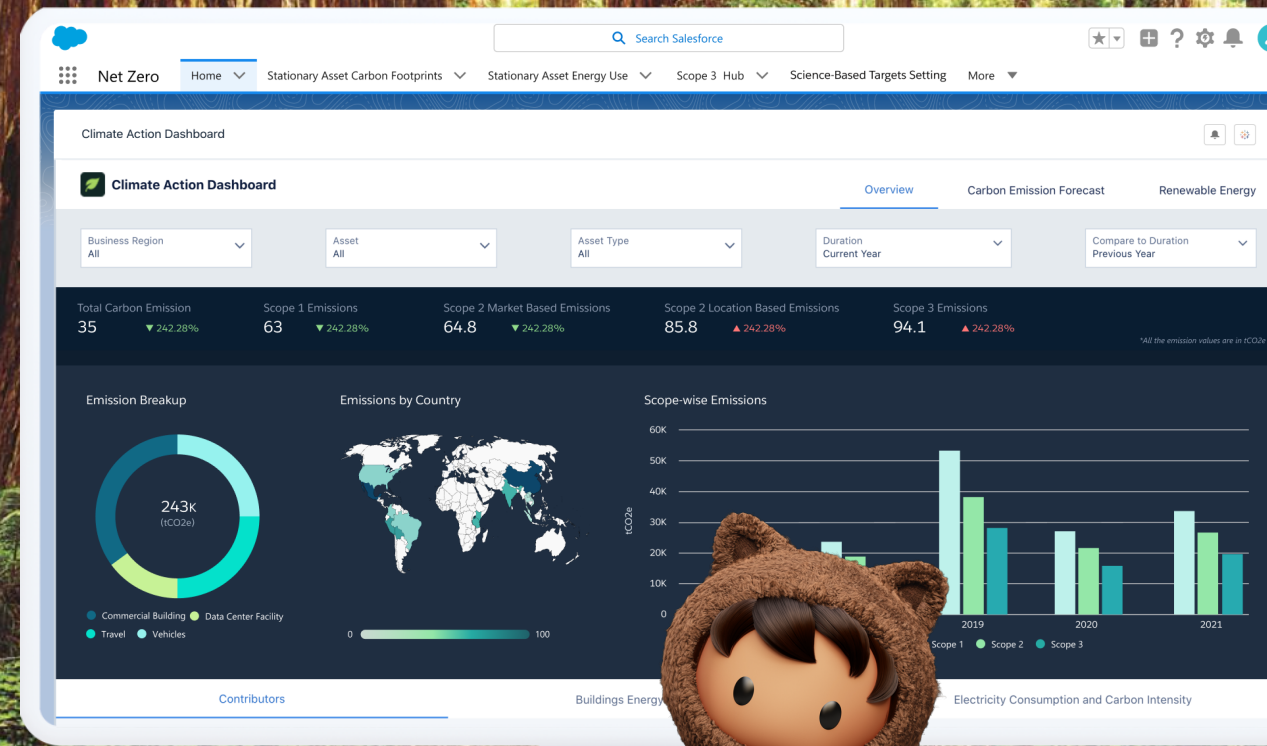 Search Salesforce
Net Zero
Home
Stationary Asset Carbon Footprints
Stationary Asset Energy Use
Scope 3 Hub
Science-Based Targets Setting
More
Climate Action Dashboard
Climate Action Dashboard
Overview
Carbon Emission Forecast
Renewable Energy
Business Region
All
Asset
All
Asset Type
All
Duration
Current Year
Compare to Duration
Previous Year
Total Carbon Emission
35 ▼ 242.28%
Scope 1 Emissions
63 ▼ 242.28%
Scope 2 Market Based Emissions
64.8 ▼ 242.28%
Scope 2 Location Based Emissions
85.8 ▲ 242.28%
Scope 3 Emissions
94.1 ▲ 242.28%
*All the emission values are in tCO2e
Emission Breakup
243K
(tCO2e)
Commercial Building
Data Center Facility
Travel
Vehicles
Emissions by Country
0
100
Scope-wise Emissions
60K
50K
40K
30K
20K
10K
0
tCO2e
2019
2020
2021
Scope 1
Scope 2
Scope 3
Contributors
Buildings Energy
Electricity Consumption and Carbon Intensity